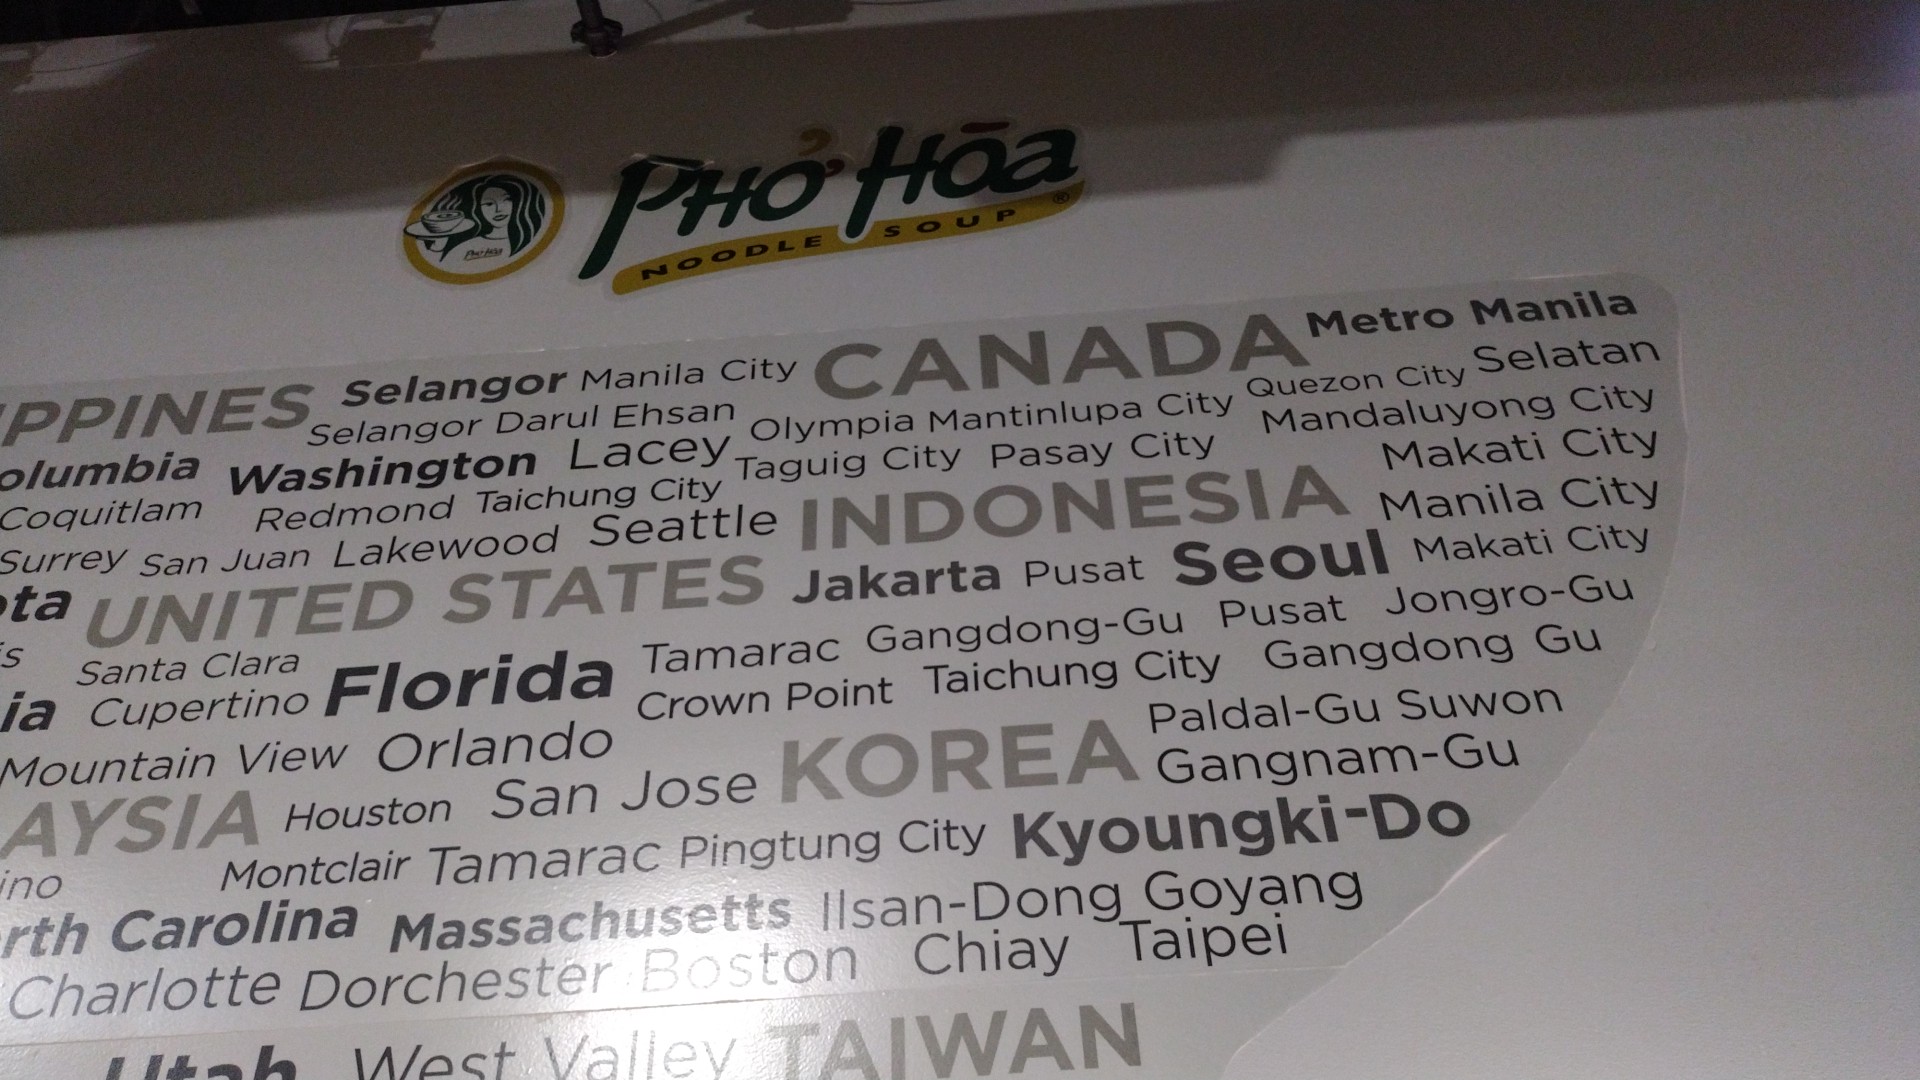 PHỞ HÒA
NOODLE SOUP ®
Pho Hòa
Metro Manila
IPPINES Selangor Manila City CANADA
Selangor Darul Ehsan Olympia Mantinlupa City Quezon City Selatan
olumbia Washington Lacey Taguig City Pasay City Mandaluyong City
Coquitlam Redmond Taichung City INDONESIA Makati City
Surrey San Juan Lakewood Seattle Manila City
ota UNITED STATES Jakarta Pusat Seoul Makati City
s Santa Clara Florida Tamarac Gangdong-Gu Pusat Jongro-Gu
ia Cupertino Crown Point Taichung City Gangdong Gu
Mountain View Orlando KOREA Paldal-Gu Suwon
AYSIA Houston San Jose Gangnam-Gu
ino Montclair Tamarac Pingtung City Kyoungki-Do
rth Carolina Massachusetts Ilsan-Dong Goyang
Charlotte Dorchester Boston Chiay Taipei
Utah West Valley TAIWAN